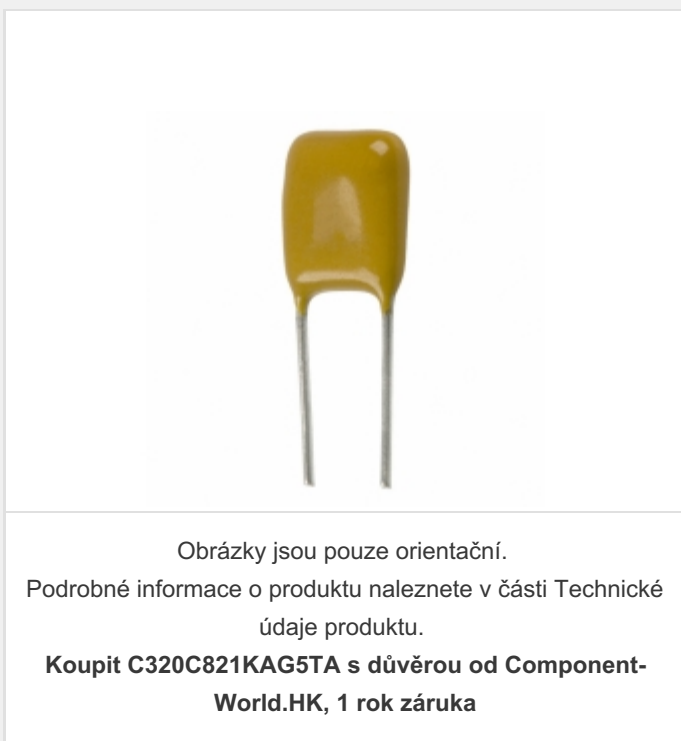 Obrázky jsou pouze orientační.
Podrobné informace o produktu naleznete v části Technické
údaje produktu.
Koupit C320C821KAG5TA s důvěrou od Component-
World.HK, 1 rok záruka